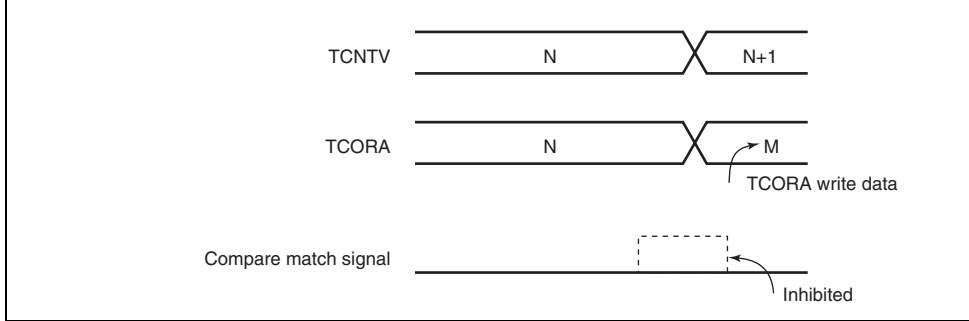 TCNTV N N+1
TCORA N M
TCORA write data
Compare match signal
Inhibited